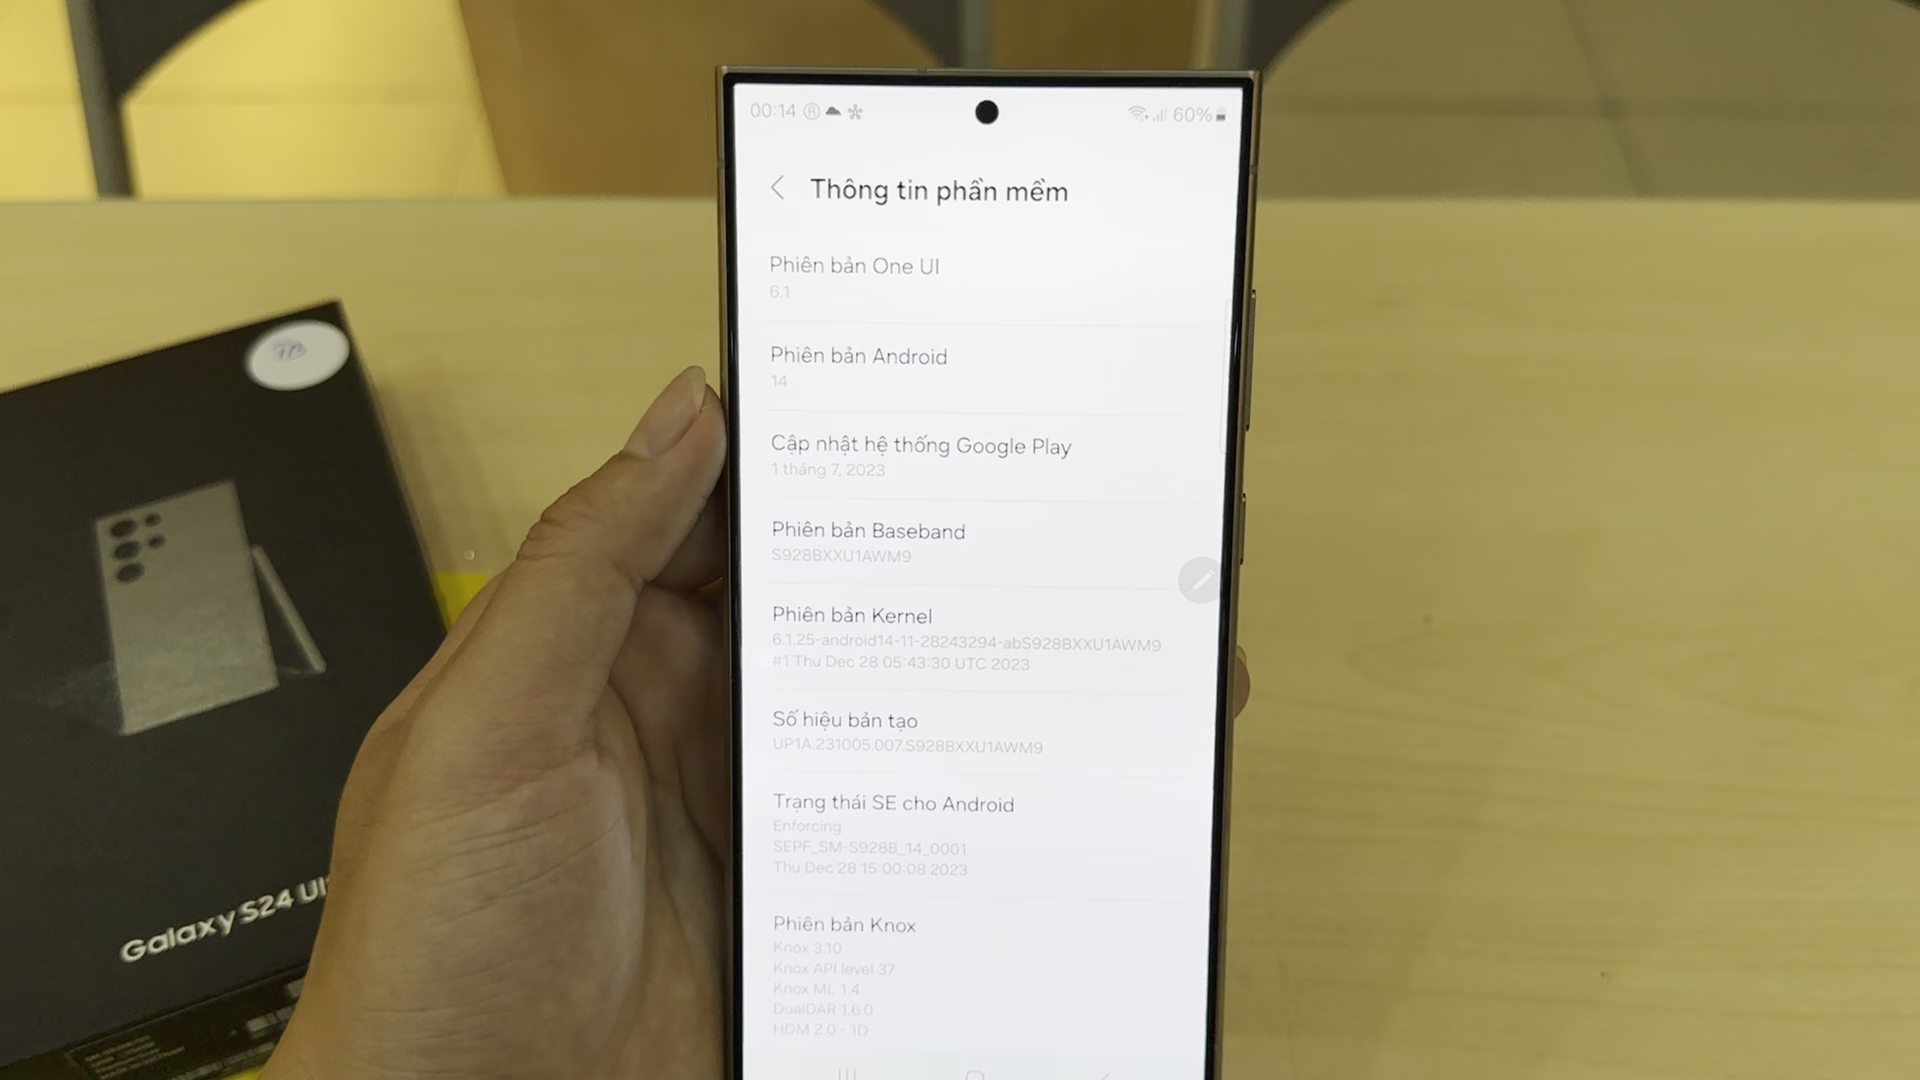 00:14
60%
Thông tin phần mềm
Phiên bản One UI
6.1
Phiên bản Android
14
Cập nhật hệ thống Google Play
1 tháng 7, 2023
Phiên bản Baseband
S928BXXU1AWM9
Phiên bản Kernel
6.1.25-android14-11-28243294-abS928BXXU1AWM9
#1 Thu Dec 28 05:43:30 UTC 2023
Số hiệu bản tạo
UP1A.231005.007.S928BXXU1AWM9
Trạng thái SE cho Android
Enforcing
SEPF_SM-S928B_14_0001
Thu Dec 28 15:00:08 2023
Phiên bản Knox
Knox 3.10
Knox API level 37
Knox ML 1.4
DualDAR 1.6.0
HDM 2.0 - 1D
Galaxy S24 Ul